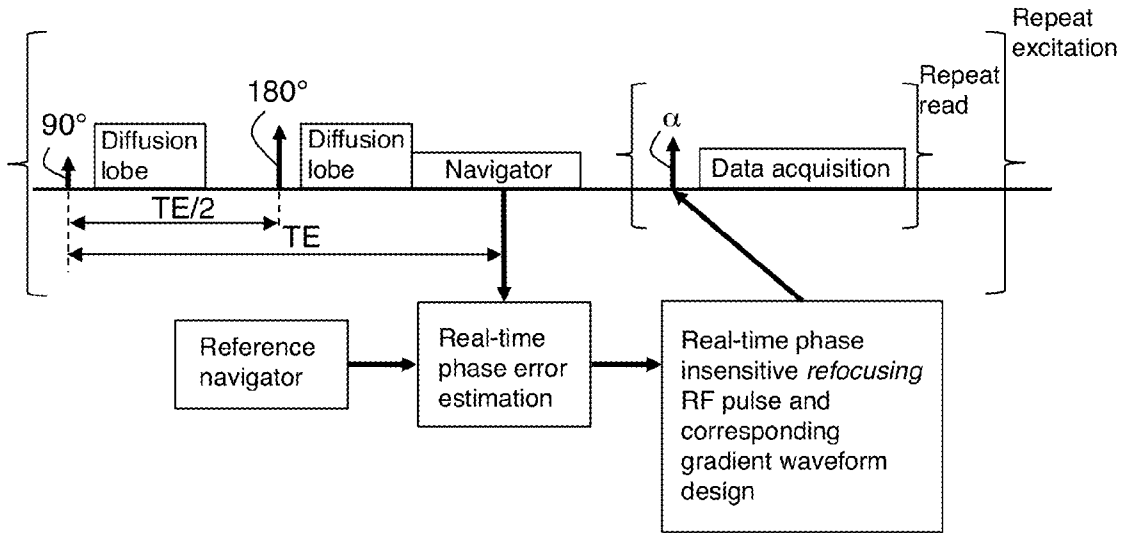 Repeat
excitation
Repeat
read
180°
90°
α
Diffusion
lobe
Diffusion
lobe
Navigator
Data acquisition
TE/2
TE
Reference
navigator
Real-time
phase error
estimation
Real-time phase
insensitive refocusing
RF pulse and
corresponding
gradient waveform
design